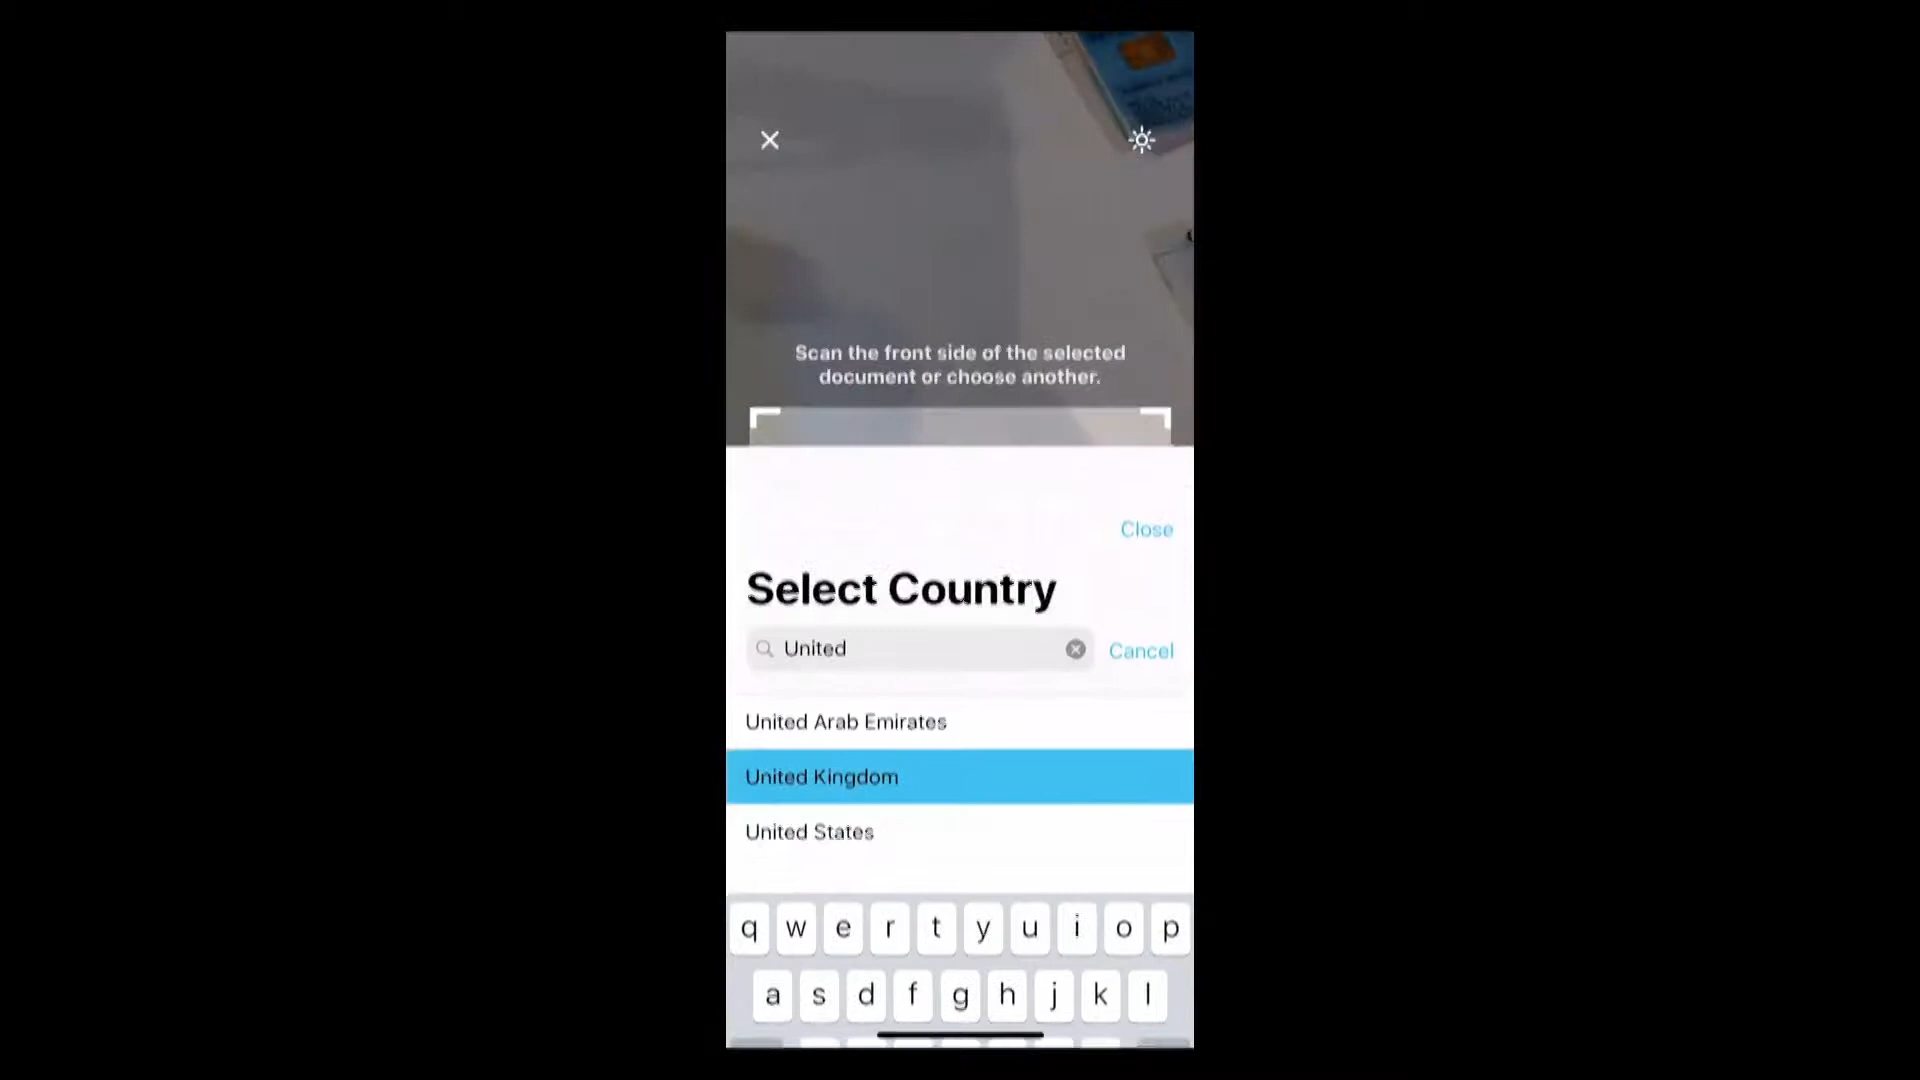 Scan the front side of the selected
document or choose another.
Close
Select Country
United
Cancel
United Arab Emirates
United Kingdom
United States
q w e r t y u i o p
a s d f g h j k l